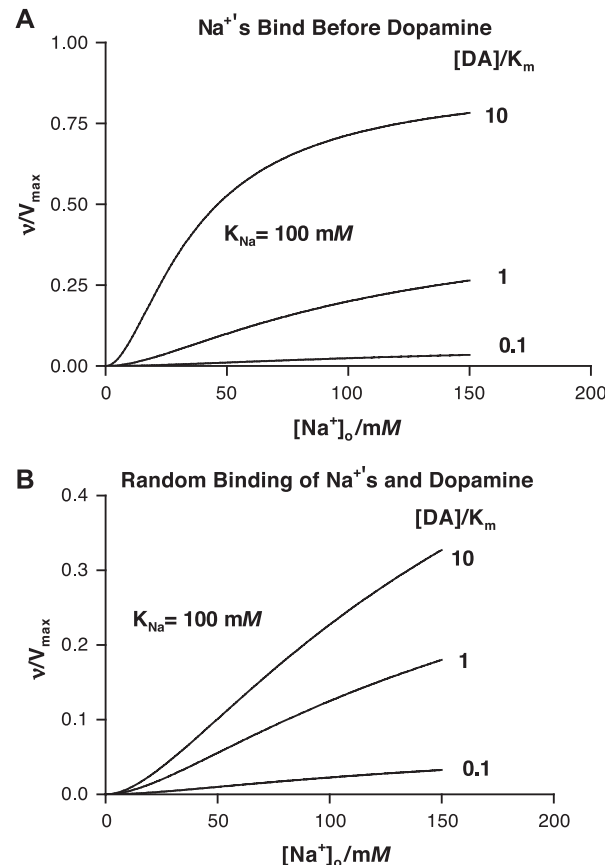 A
Na⁺'s Bind Before Dopamine
[DA]/Kₘ
1.00
10
0.75
ν/Vₘₐₓ
0.50
K_Na= 100 mM
0.25
1
0.1
0.00
0 50 100 150 200
[Na⁺]ₒ/mM
B
Random Binding of Na⁺'s and Dopamine
[DA]/Kₘ
0.4
10
0.3
K_Na= 100 mM
ν/Vₘₐₓ
0.2
1
0.1
0.1
0.0
0 50 100 150 200
[Na⁺]ₒ/mM